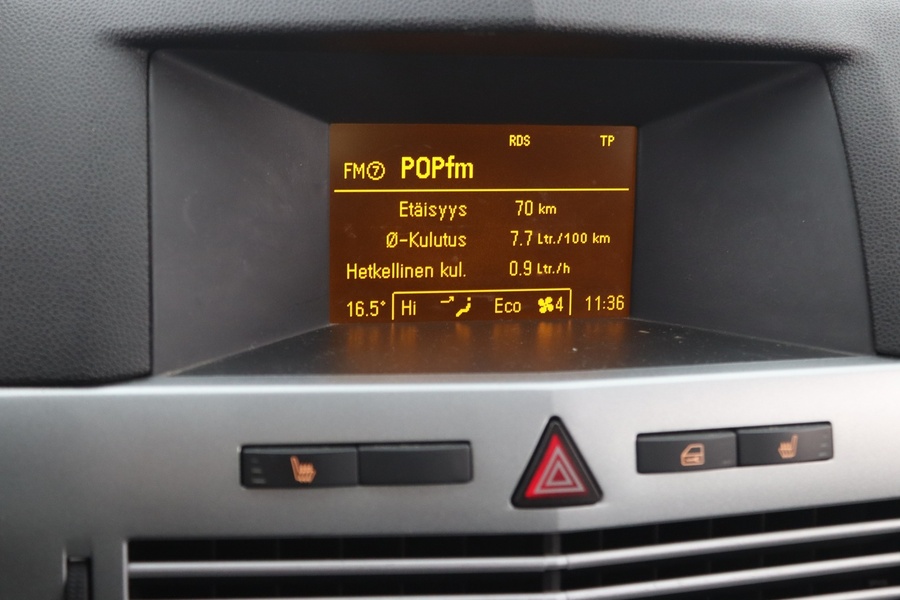 RDS TP
FM7 POPfm
Etäisyys 70 km
Ø-Kulutus 7.7 Ltr./100 km
Hetkellinen kul. 0.9 Ltr./h
16.5° Hi Eco 4 11:36